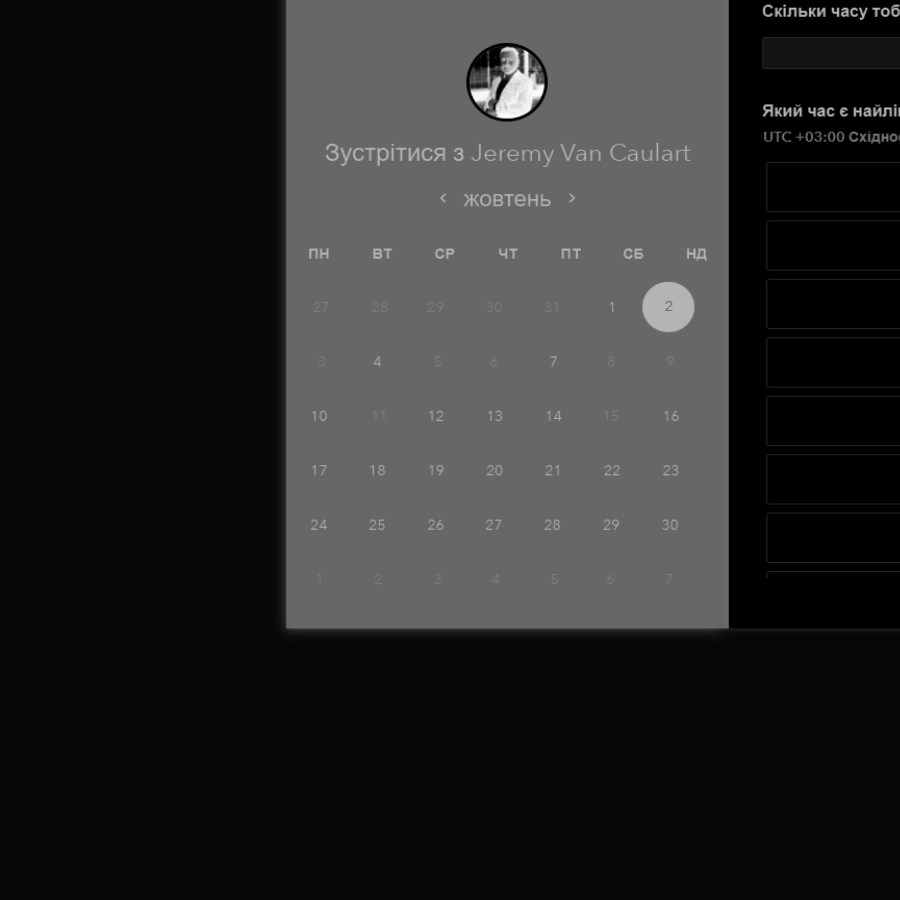 Зустрітися з Jeremy Van Caulart
‹ жовтень ›
ПН ВТ СР ЧТ ПТ СБ НД
27 28 29 30 31 1 2
3 4 5 6 7 8 9
10 11 12 13 14 15 16
17 18 19 20 21 22 23
24 25 26 27 28 29 30
1 2 3 4 5 6 7
Скільки часу тоб
Який час є найлі
UTC +03:00 Східно